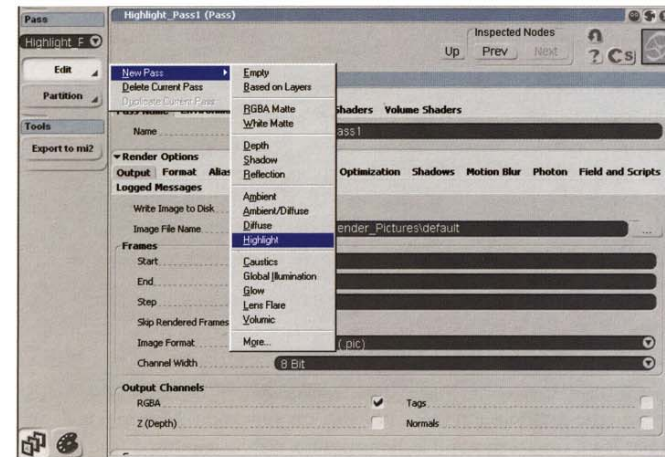 Pass
Highlight_Pass1 (Pass)
Highlight_F
Edit
Partition
Tools
Export to mi2
Inspected Nodes
Up Prev Next
? C s
New Pass
Delete Current Pass
Duplicate Current Pass
Empty
Based on Layers
RGBA Matte
White Matte
Depth
Shadow
Reflection
Ambient
Ambient/Diffuse
Diffuse
Highlight
Caustics
Global Illumination
Glow
Lens Flare
Volumic
More...
Shaders Volume Shaders
Name
ass1
Render Options
Output Format Alias Optimization Shadows Motion Blur Photon Field and Scripts
Logged Messages
Write Image to Disk
Image File Name
ender_Pictures\default
...
Frames
Start
End
Step
Skip Rendered Frames
Image Format
(.pic)
Channel Width
8 Bit
Output Channels
RGBA
Tags
Z (Depth)
Normals